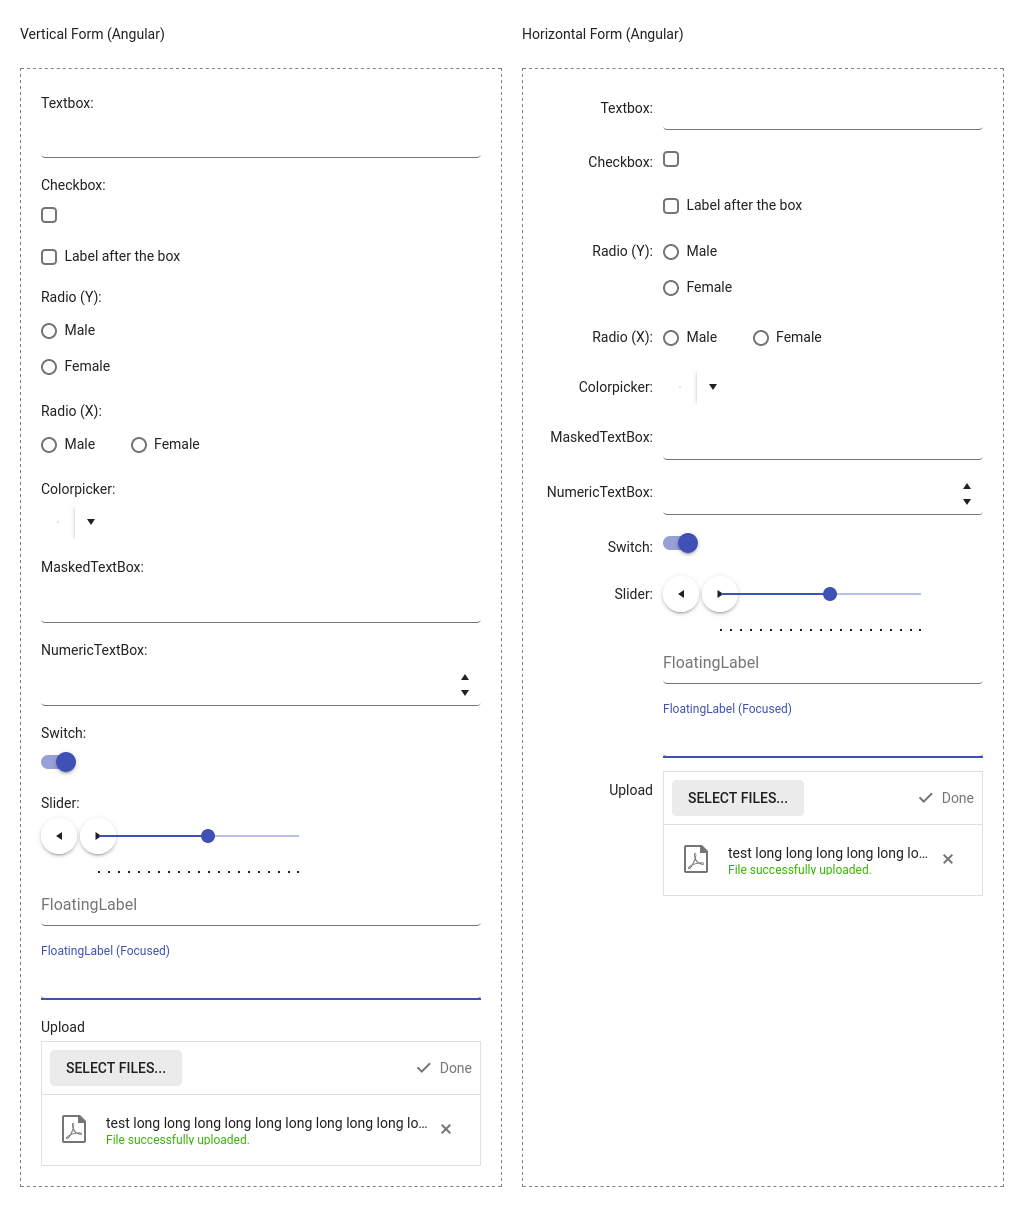 Vertical Form (Angular)
Textbox:
Checkbox:
Label after the box
Radio (Y):
Male
Female
Radio (X):
Male Female
Colorpicker:
MaskedTextBox:
NumericTextBox:
Switch:
Slider:
FloatingLabel
FloatingLabel (Focused)
Upload
SELECT FILES... Done
test long long long long long long long long long lo...
File successfully uploaded.
Horizontal Form (Angular)
Textbox:
Checkbox:
Label after the box
Radio (Y): Male
Female
Radio (X): Male Female
Colorpicker:
MaskedTextBox:
NumericTextBox:
Switch:
Slider:
FloatingLabel
FloatingLabel (Focused)
Upload SELECT FILES... Done
test long long long long long lo...
File successfully uploaded.